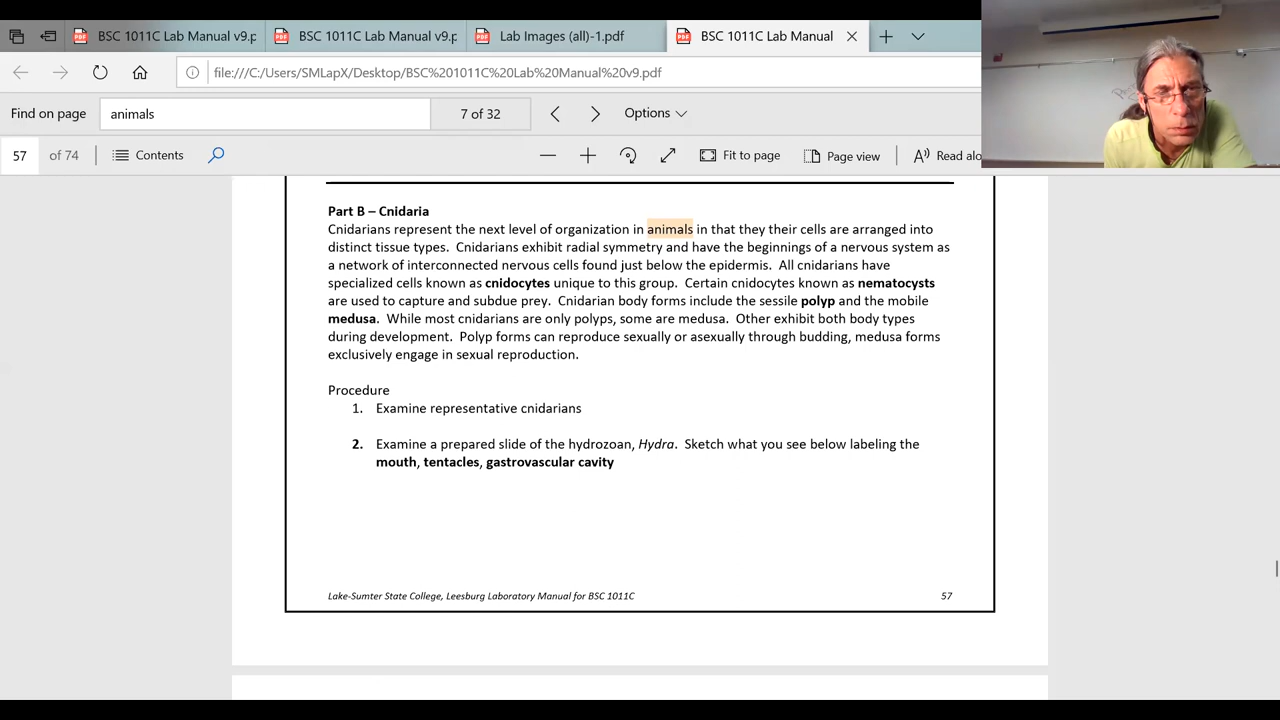 BSC 1011C Lab Manual v9.p
BSC 1011C Lab Manual v9.p
Lab Images (all)-1.pdf
BSC 1011C Lab Manual
file:///C:/Users/SMLapX/Desktop/BSC%201011C%20Lab%20Manual%20v9.pdf
Find on page
animals
7 of 32
Options
57
of 74
Contents
Fit to page
Page view
Read alo
Part B – Cnidaria
Cnidarians represent the next level of organization in animals in that they their cells are arranged into
distinct tissue types. Cnidarians exhibit radial symmetry and have the beginnings of a nervous system as
a network of interconnected nervous cells found just below the epidermis. All cnidarians have
specialized cells known as cnidocytes unique to this group. Certain cnidocytes known as nematocysts
are used to capture and subdue prey. Cnidarian body forms include the sessile polyp and the mobile
medusa. While most cnidarians are only polyps, some are medusa. Other exhibit both body types
during development. Polyp forms can reproduce sexually or asexually through budding, medusa forms
exclusively engage in sexual reproduction.
Procedure
1. Examine representative cnidarians
2. Examine a prepared slide of the hydrozoan, Hydra. Sketch what you see below labeling the
mouth, tentacles, gastrovascular cavity
Lake-Sumter State College, Leesburg Laboratory Manual for BSC 1011C
57